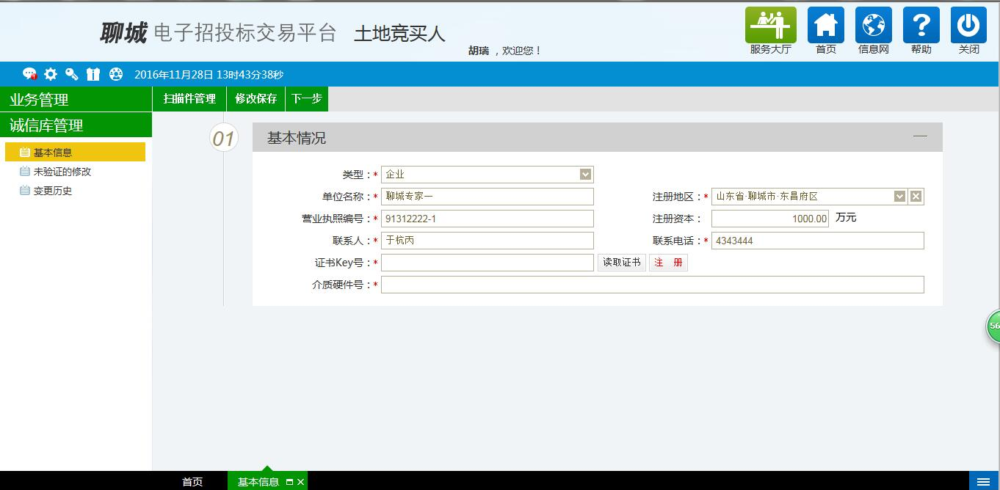 聊城 电子招投标交易平台 土地竞买人
胡瑞 ，欢迎您！
服务大厅 首页 信息网 帮助 关闭
2016年11月28日 13时43分38秒
业务管理
扫描件管理 修改保存 下一步
诚信库管理
基本信息
未验证的修改
变更历史
01 基本情况
类型：* 企业
单位名称：* 聊城专家一 注册地区：* 山东省·聊城市·东昌府区
营业执照编号：* 91312222-1 注册资本： 1000.00 万元
联系人：* 于杭丙 联系电话：* 4343444
证书Key号：* 读取证书 注 册
介质硬件号：*
56
首页 基本信息